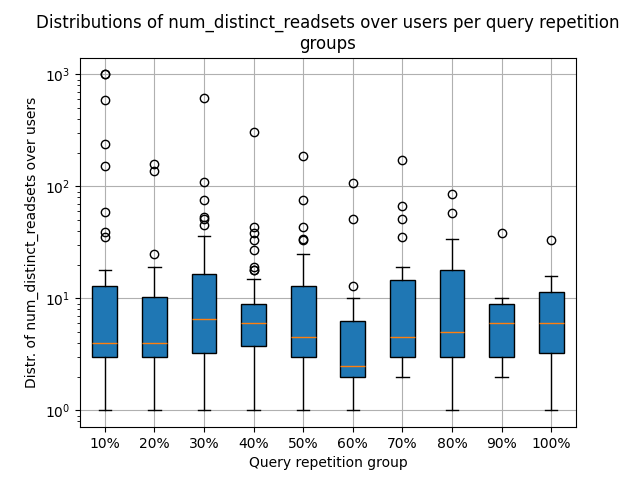 Distributions of num_distinct_readsets over users per query repetition
groups
Distr. of num_distinct_readsets over users
10³
10²
10¹
10⁰
10% 20% 30% 40% 50% 60% 70% 80% 90% 100%
Query repetition group